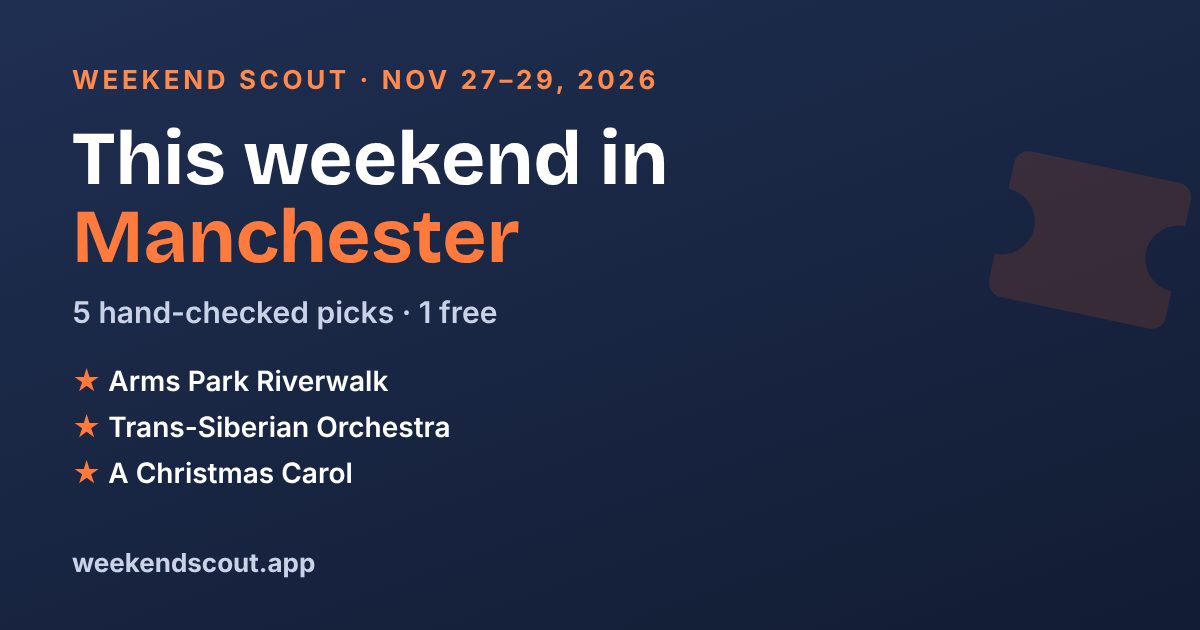 WEEKEND SCOUT · NOV 27–29, 2026
This weekend in
Manchester
5 hand-checked picks · 1 free
★ Arms Park Riverwalk
★ Trans-Siberian Orchestra
★ A Christmas Carol
weekendscout.app